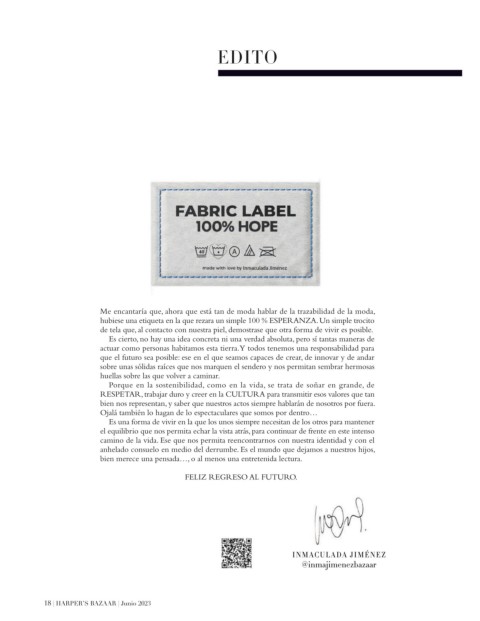 EDITO
FABRIC LABEL
100% HOPE
made with love by Inmaculada Jiménez
Me encantaría que, ahora que está tan de moda hablar de la trazabilidad de la moda,
hubiese una etiqueta en la que rezara un simple 100 % ESPERANZA. Un simple trocito
de tela que, al contacto con nuestra piel, demostrase que otra forma de vivir es posible.
Es cierto, no hay una idea concreta ni una verdad absoluta, pero sí tantas maneras de
actuar como personas habitamos esta tierra. Y todos tenemos una responsabilidad para
que el futuro sea posible: ese en el que seamos capaces de crear, de innovar y de andar
sobre unas sólidas raíces que nos marquen el sendero y nos permitan sembrar hermosas
huellas sobre las que volver a caminar.
Porque en la sostenibilidad, como en la vida, se trata de soñar en grande, de
RESPETAR, trabajar duro y creer en la CULTURA para transmitir esos valores que tan
bien nos representan, y saber que nuestros actos siempre hablarán de nosotros por fuera.
Ojalá también lo hagan de lo espectaculares que somos por dentro…
Es una forma de vivir en la que los unos siempre necesitan de los otros para mantener
el equilibrio que nos permita echar la vista atrás, para continuar de frente en este intenso
camino de la vida. Ese que nos permita reencontrarnos con nuestra identidad y con el
anhelado consuelo en medio del derrumbe. Es el mundo que dejamos a nuestros hijos,
bien merece una pensada…, o al menos una entretenida lectura.
FELIZ REGRESO AL FUTURO.
INMACULADA JIMÉNEZ
@inmajimenezbazaar
18 | HARPER'S BAZAAR | Junio 2023